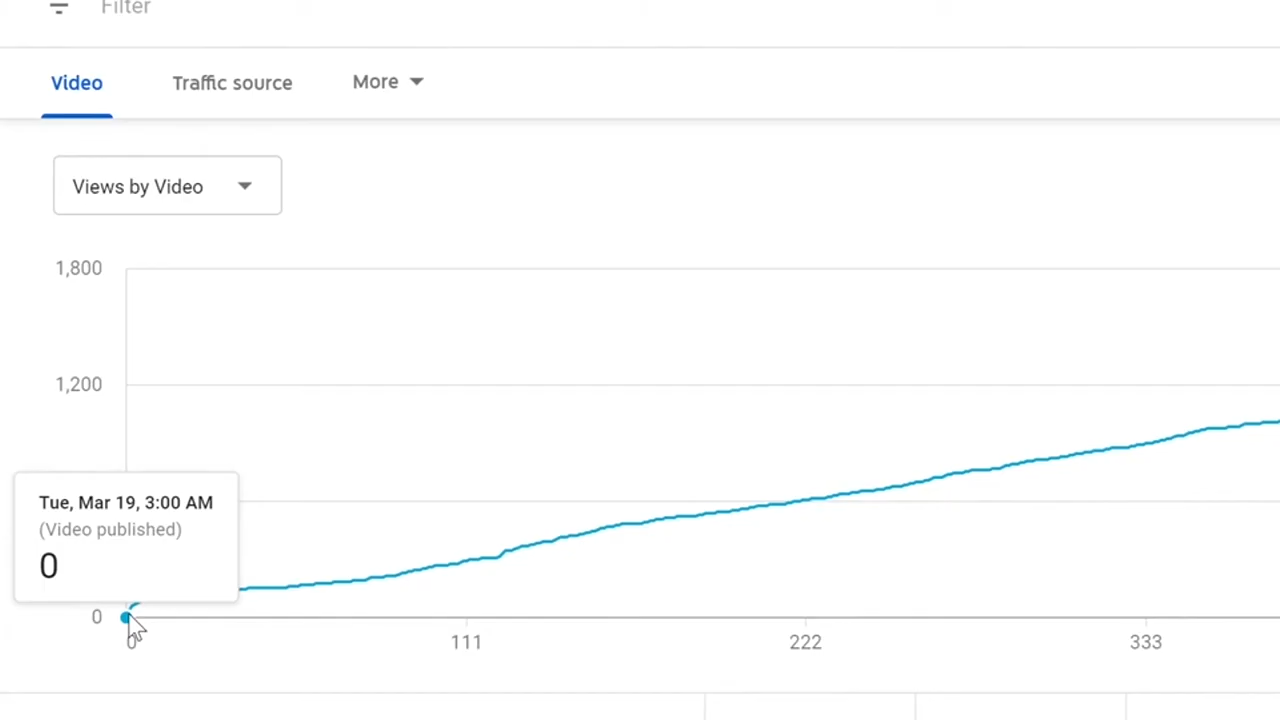 Filter
Video
Traffic source
More
Views by Video
1,800
1,200
Tue, Mar 19, 3:00 AM
(Video published)
0
0
0
111
222
333